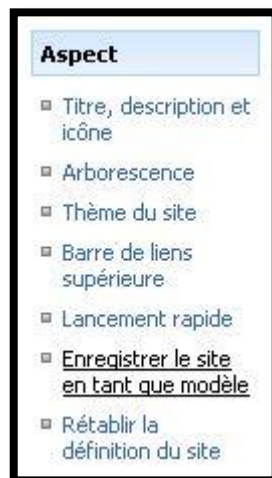 Aspect
Titre, description et
icône
Arborescence
Thème du site
Barre de liens
supérieure
Lancement rapide
Enregistrer le site
en tant que modèle
Rétablir la
définition du site